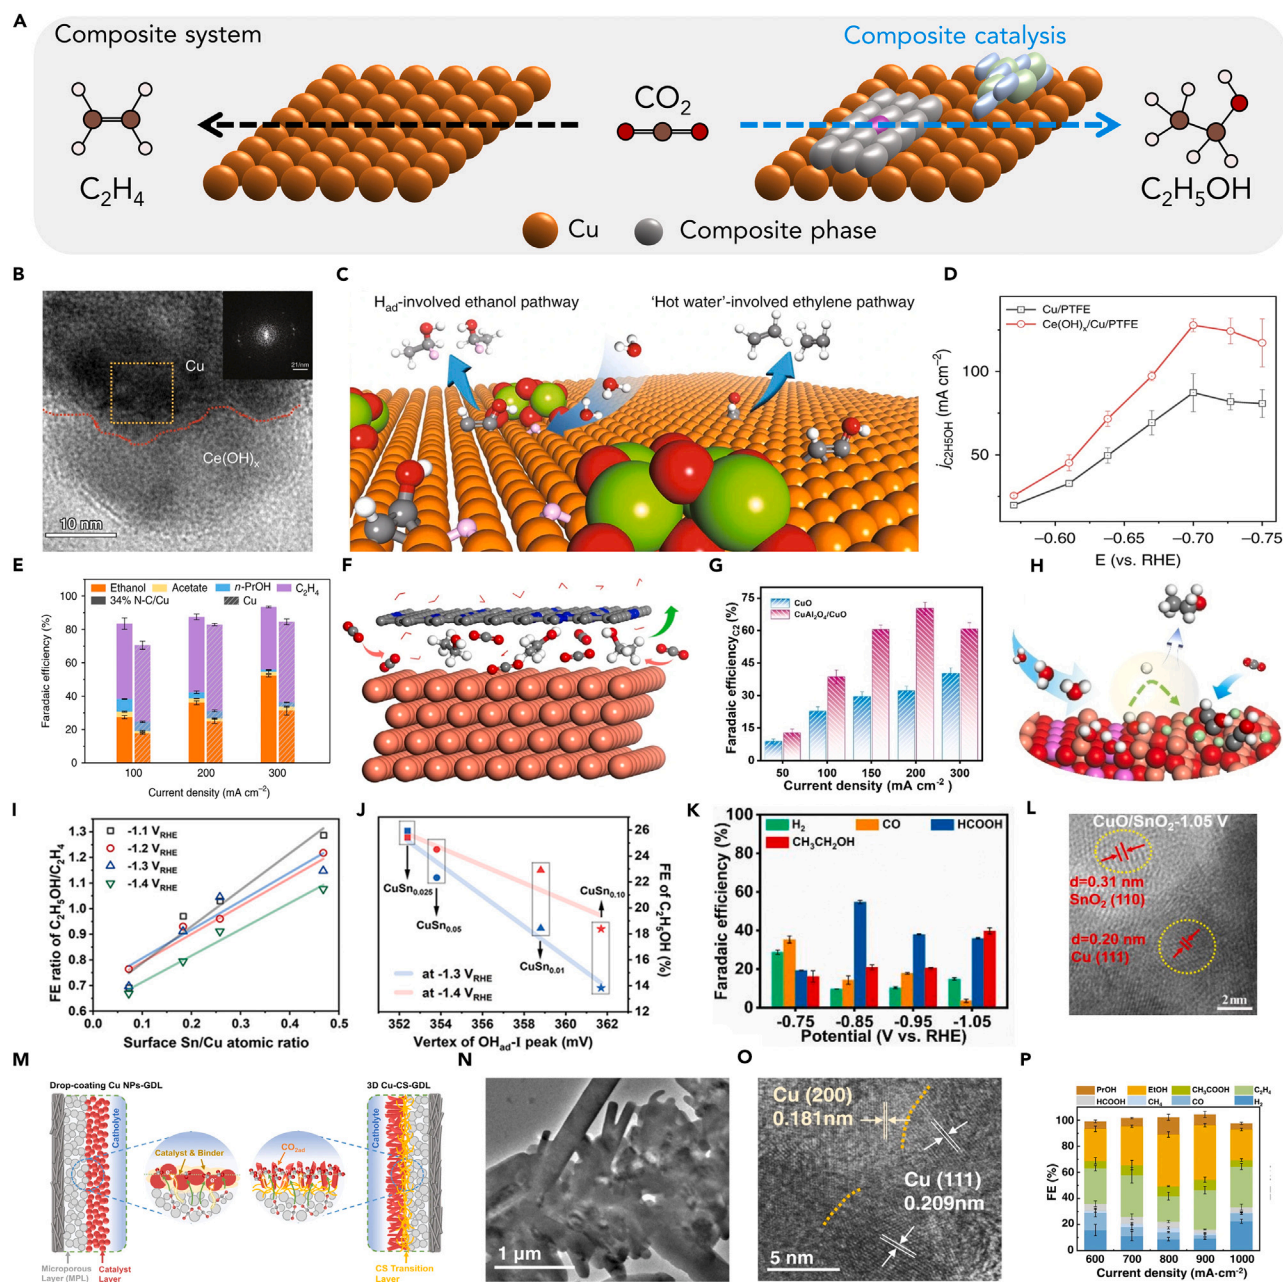 A
Composite system
Composite catalysis
CO2
C2H4
C2H5OH
Cu
Composite phase
B
Cu
21/nm
Ce(OH)x
10 nm
C
Had-involved ethanol pathway
'Hot water'-involved ethylene pathway
D
Cu/PTFE
Ce(OH)x/Cu/PTFE
jC2H5OH (mA cm−2)
100
50
−0.60
−0.65
−0.70
−0.75
E (vs. RHE)
E
Ethanol
Acetate
n-PrOH
C2H4
34% N-C/Cu
Cu
Faradaic efficiency (%)
100
80
60
40
20
0
100
200
300
Current density (mA cm−2)
F
G
CuO
CuAl2O4/CuO
Faradaic efficiencyC2 (%)
75
60
45
30
15
0
50
100
150
200
300
Current density (mA cm-2)
H
I
-1.1 VRHE
-1.2 VRHE
-1.3 VRHE
-1.4 VRHE
FE ratio of C2H5OH/C2H4
1.3
1.2
1.1
1.0
0.9
0.8
0.7
0.6
0.0
0.1
0.2
0.3
0.4
0.5
Surface Sn/Cu atomic ratio
J
CuSn0.025
CuSn0.05
CuSn0.01
CuSn0.10
at -1.3 VRHE
at -1.4 VRHE
26
24
22
20
18
16
14
12
FE of C2H5OH (%)
352
354
356
358
360
362
Vertex of OHad-I peak (mV)
K
H2
CO
HCOOH
CH3CH2OH
Faradaic efficiency (%)
100
80
60
40
20
0
-0.75
-0.85
-0.95
-1.05
Potential (V vs. RHE)
L
CuO/SnO2-1.05 V
d=0.31 nm
SnO2 (110)
d=0.20 nm
Cu (111)
2 nm
M
Drop-coating Cu NPs-GDL
3D Cu-CS-GDL
Catholyte
Catalyst & Binder
CO2ad
Catholyte
Microporous
Layer (MPL)
Catalyst
Layer
CS Transition
Layer
N
1 μm
O
Cu (200)
0.181nm
Cu (111)
0.209nm
5 nm
P
PrOH
EtOH
CH3COOH
C2H4
HCOOH
CH4
CO
H2
FE (%)
100
80
60
40
20
0
600
700
800
900
1000
Current density (mA·cm-2)